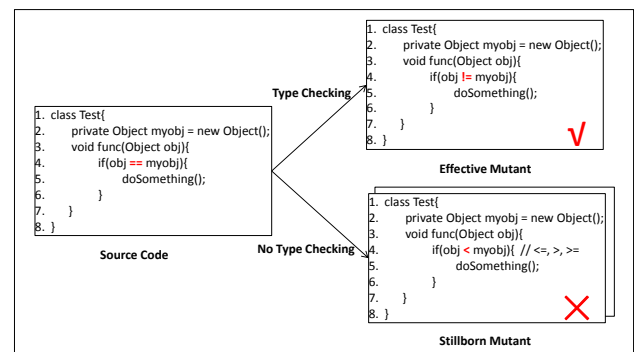 1. class Test{
2. private Object myobj = new Object();
3. void func(Object obj){
4. if(obj == myobj){
5. doSomething();
6. }
7. }
8. }
Source Code
Type Checking
1. class Test{
2. private Object myobj = new Object();
3. void func(Object obj){
4. if(obj != myobj){
5. doSomething();
6. }
7. }
8. }
√
Effective Mutant
No Type Checking
1. class Test{
2. private Object myobj = new Object();
3. void func(Object obj){
4. if(obj < myobj){ // <=, >, >=
5. doSomething();
6. }
7. }
8. }
Stillborn Mutant